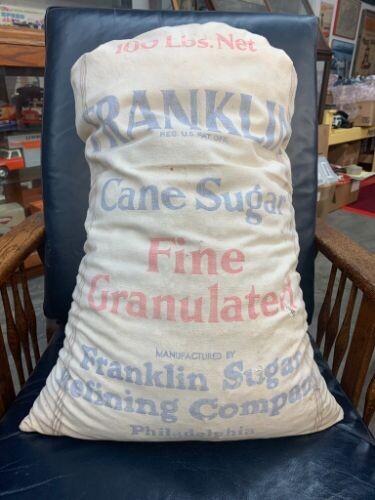 100 Lbs. Net
FRANKLIN
REG. U.S. PAT. OFF.
Cane Sugar
Fine
Granulated
MANUFACTURED BY
Franklin Sugar
Refining Company
Philadelphia